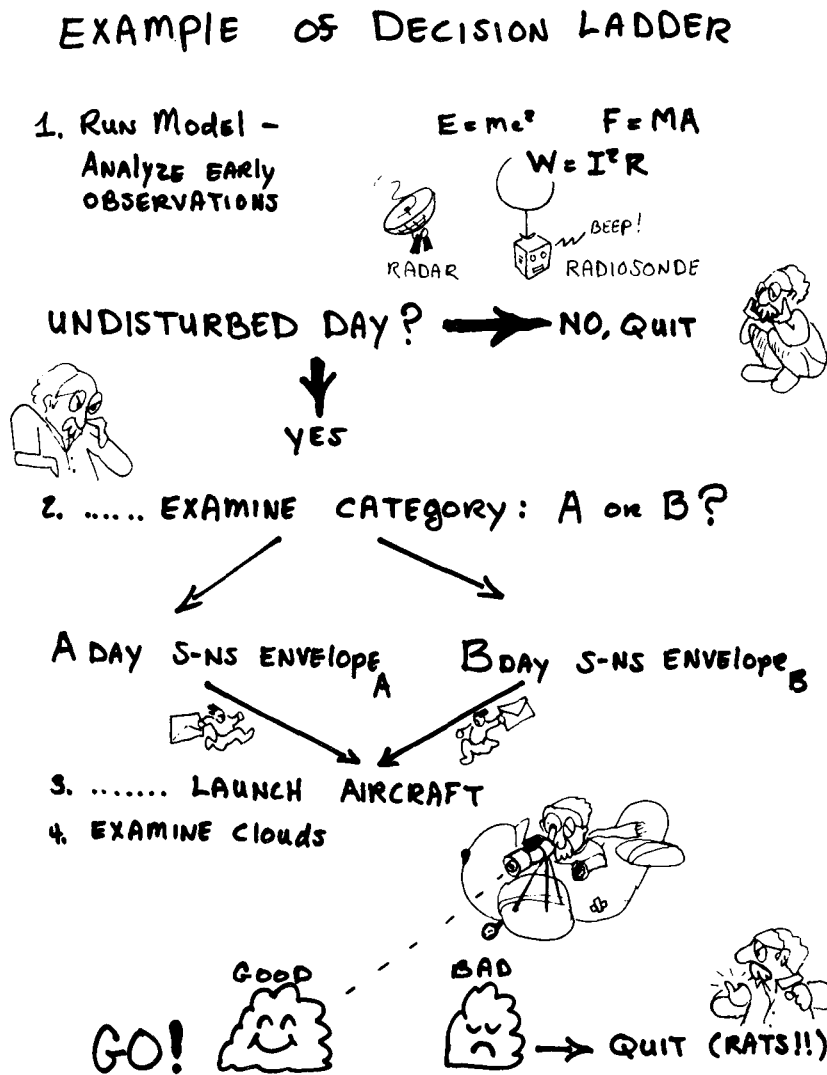 EXAMPlE OF DECISION LADDER
1. RUN MODEl -
E=mc² F=MA
ANAlyzE EARly
W=I²R
OBSERVATIONS
BEEP!
RADAR
RADIOSONDE
UNDISTURBED DAY? NO, QUIT
YES
2. ...... EXAMINE CATEgORY: A OR B?
A DAY S-NS ENVElOpE A
B DAY S-NS ENVElOpE B
3. ....... LAUNCH AIRCRAFT
4. EXAMINE Clouds
GOOD BAD
GO! QUIT (RATS!!)